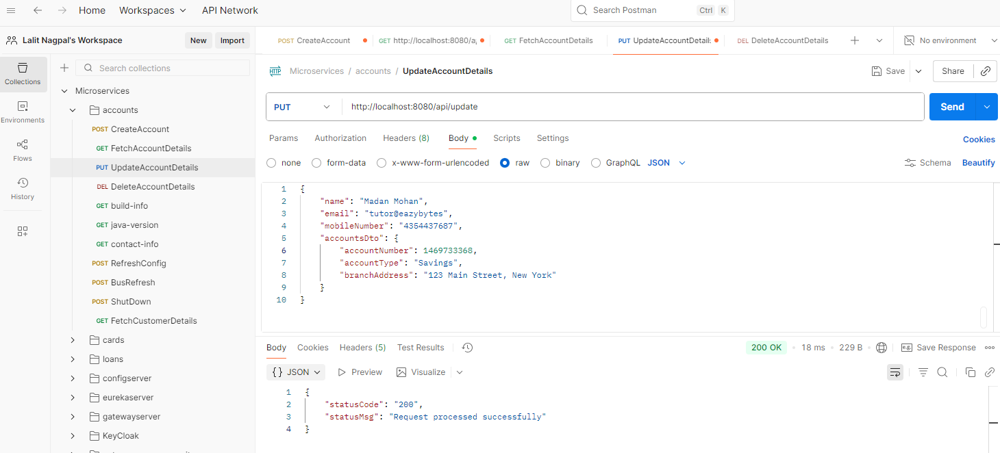 Home Workspaces API Network Search Postman Ctrl K
Lalit Nagpal's Workspace New Import
POST CreateAccount GET http://localhost:8080/a GET FetchAccountDetails PUT UpdateAccountDetails DEL DeleteAccountDetails No environment
Collections
Environments
Flows
History
Search collections
Microservices
accounts
POST CreateAccount
GET FetchAccountDetails
PUT UpdateAccountDetails
DEL DeleteAccountDetails
GET build-info
GET java-version
GET contact-info
POST RefreshConfig
POST BusRefresh
POST ShutDown
GET FetchCustomerDetails
cards
loans
configserver
eurekaserver
gatewayserver
KeyCloak
HTTP Microservices / accounts / UpdateAccountDetails Save Share
PUT http://localhost:8080/api/update Send
Params Authorization Headers (8) Body Scripts Settings Cookies
none form-data x-www-form-urlencoded raw binary GraphQL JSON Schema Beautify
1 {
2 "name": "Madan Mohan",
3 "email": "tutor@eazybytes",
4 "mobileNumber": "4354437687",
5 "accountsDto": {
6 "accountNumber": 1469733368,
7 "accountType": "Savings",
8 "branchAddress": "123 Main Street, New York"
9 }
10 }
Body Cookies Headers (5) Test Results 200 OK • 18 ms • 229 B • e.g. Save Response
{} JSON Preview Visualize
1 {
2 "statusCode": "200",
3 "statusMsg": "Request processed successfully"
4 }